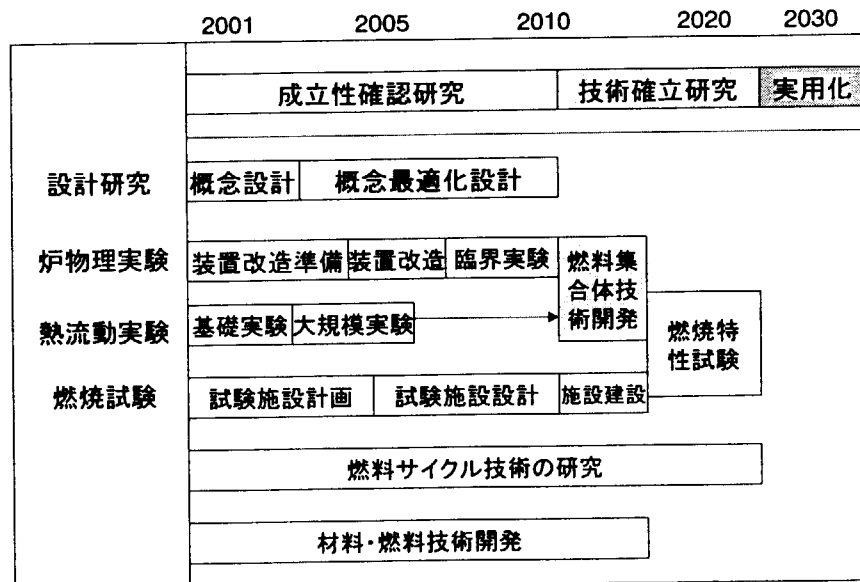 2001 2005 2010 2020 2030
成立性確認研究 技術確立研究 実用化
設計研究 概念設計 概念最適化設計
炉物理実験 装置改造準備 装置改造 臨界実験 燃料集
合体技
術開発
熱流動実験 基礎実験 大規模実験 燃焼特
性試験
燃焼試験 試験施設計画 試験施設設計 施設建設
燃料サイクル技術の研究
材料・燃料技術開発